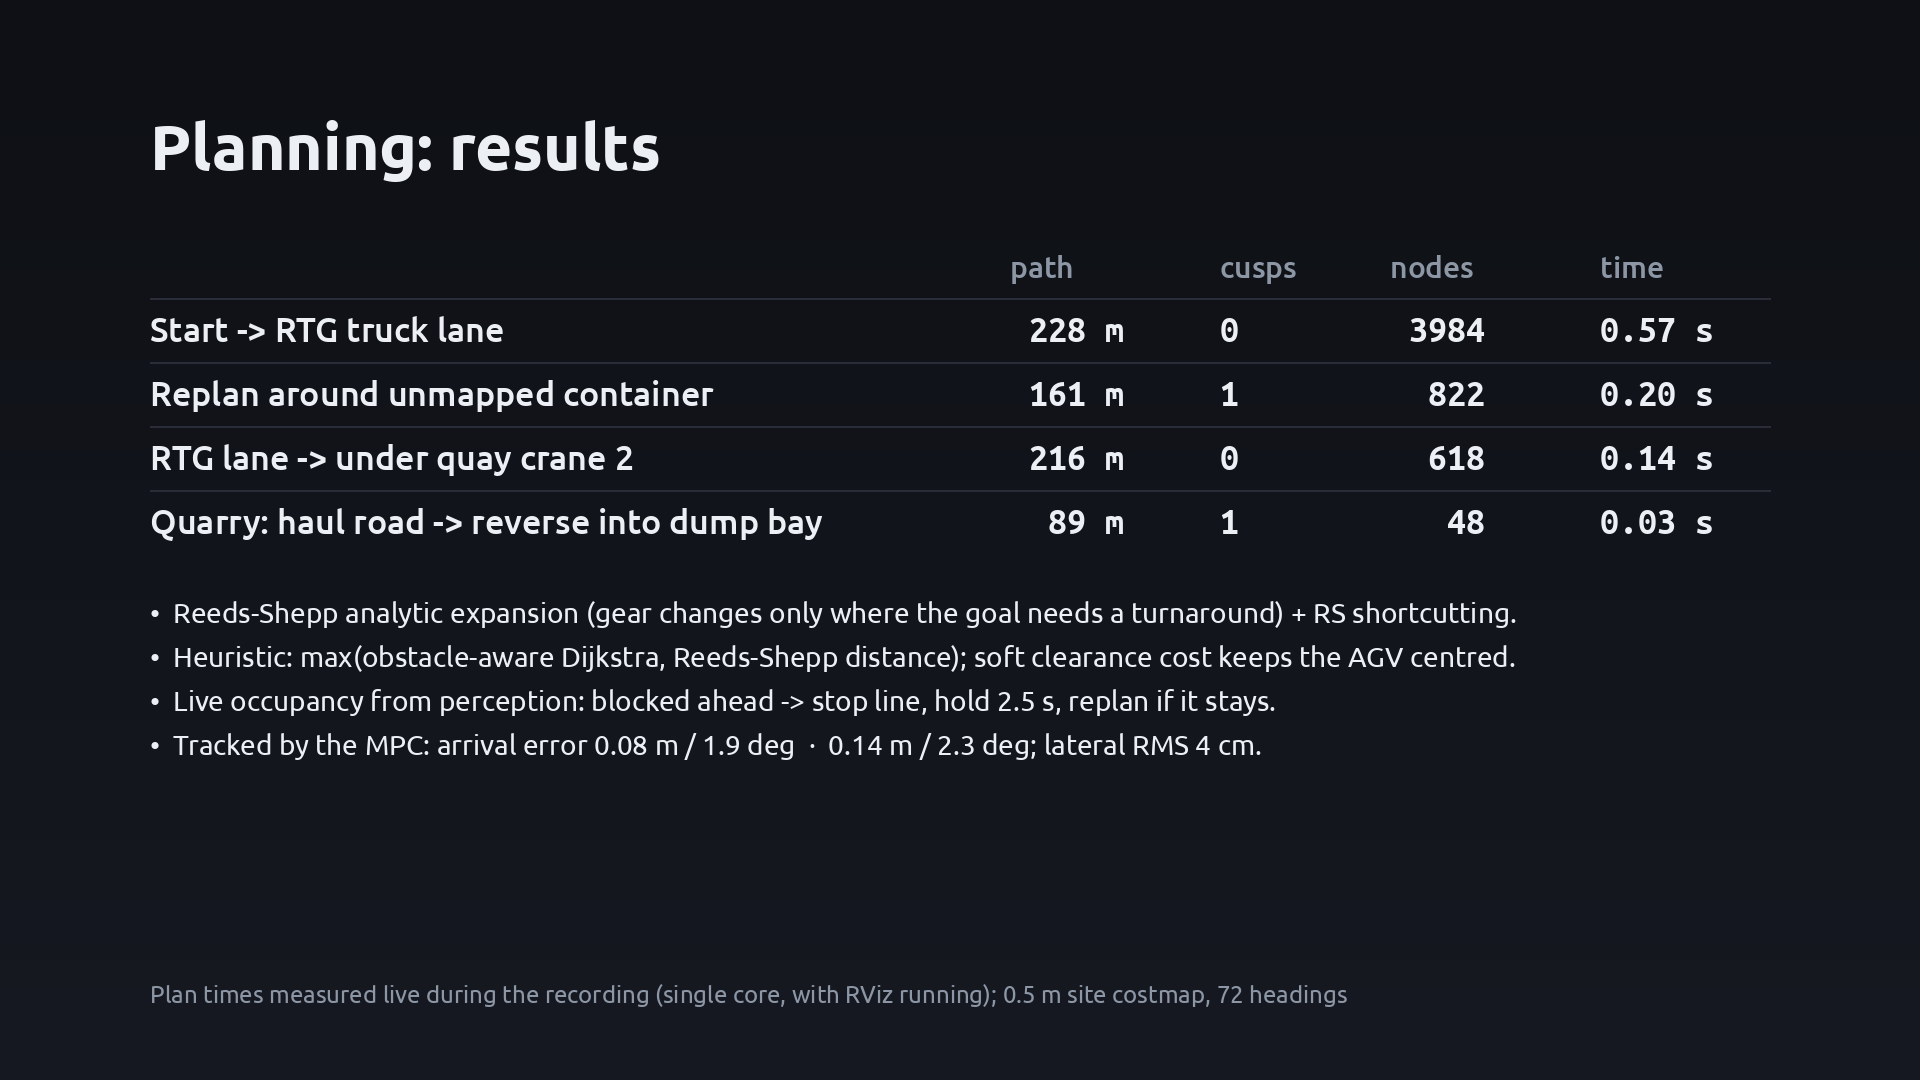 Planning: results
path cusps nodes time
Start -> RTG truck lane 228 m 0 3984 0.57 s
Replan around unmapped container 161 m 1 822 0.20 s
RTG lane -> under quay crane 2 216 m 0 618 0.14 s
Quarry: haul road -> reverse into dump bay 89 m 1 48 0.03 s
• Reeds-Shepp analytic expansion (gear changes only where the goal needs a turnaround) + RS shortcutting.
• Heuristic: max(obstacle-aware Dijkstra, Reeds-Shepp distance); soft clearance cost keeps the AGV centred.
• Live occupancy from perception: blocked ahead -> stop line, hold 2.5 s, replan if it stays.
• Tracked by the MPC: arrival error 0.08 m / 1.9 deg · 0.14 m / 2.3 deg; lateral RMS 4 cm.
Plan times measured live during the recording (single core, with RViz running); 0.5 m site costmap, 72 headings